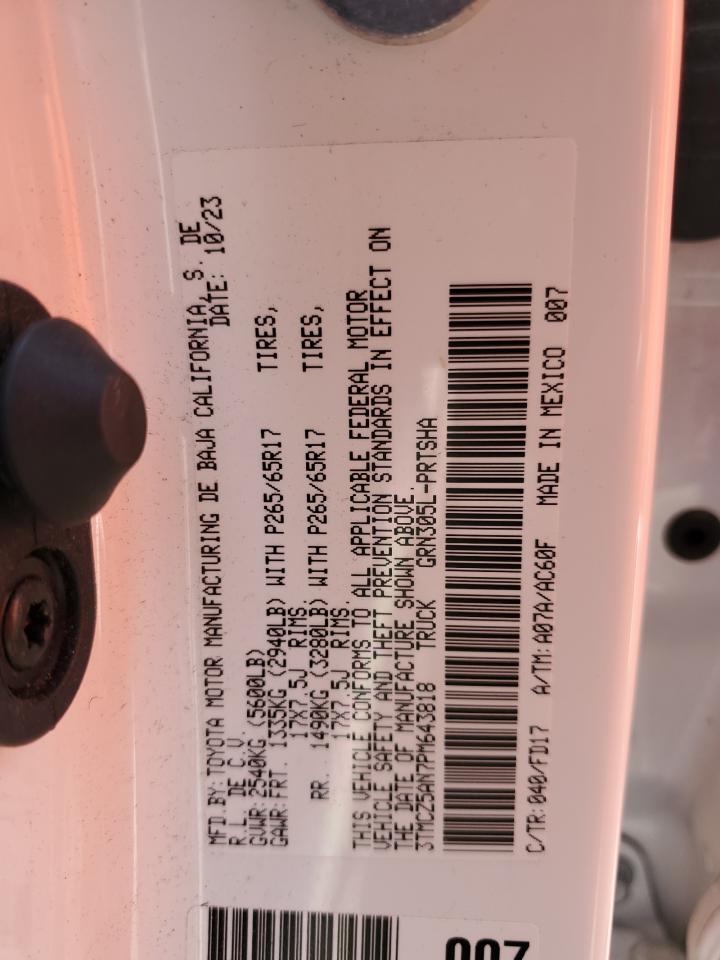 MFD.BY:TOYOTA MOTOR MANUFACTURING DE BAJA CALIFORNIA, S. DE
R.L. DE C.V. DATE: 10/23
GVWR:2540KG (5600LB)
GAWR:FRT. 1335KG (2940LB) WITH P265/65R17 TIRES,
17X7.5J RIMS.
RR. 1490KG (3280LB) WITH P265/65R17 TIRES,
17X7.5J RIMS.
THIS VEHICLE CONFORMS TO ALL APPLICABLE FEDERAL MOTOR
VEHICLE SAFETY AND THEFT PREVENTION STANDARDS IN EFFECT ON
THE DATE OF MANUFACTURE SHOWN ABOVE.
3TMCZ5AN7PM643818 TRUCK GRN305L-PRTSHA
C/TR:040/FD17 A/TM:A07A/AC60F MADE IN MEXICO 007
007